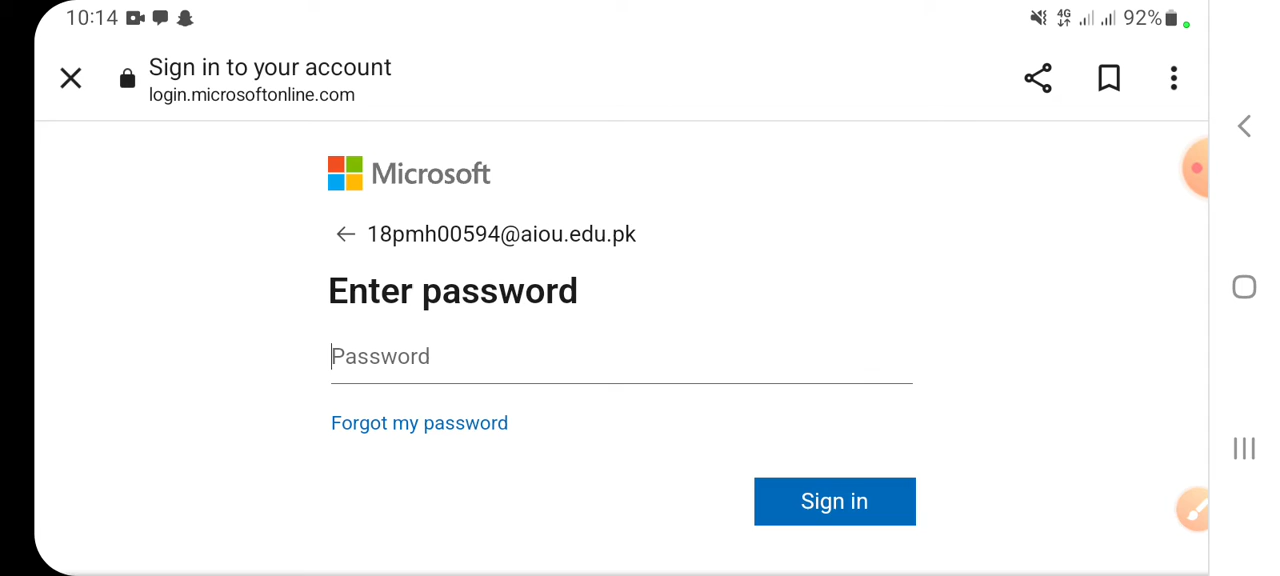 10:14
4G
92%
Sign in to your account
login.microsoftonline.com
Microsoft
18pmh00594@aiou.edu.pk
Enter password
Password
Forgot my password
Sign in